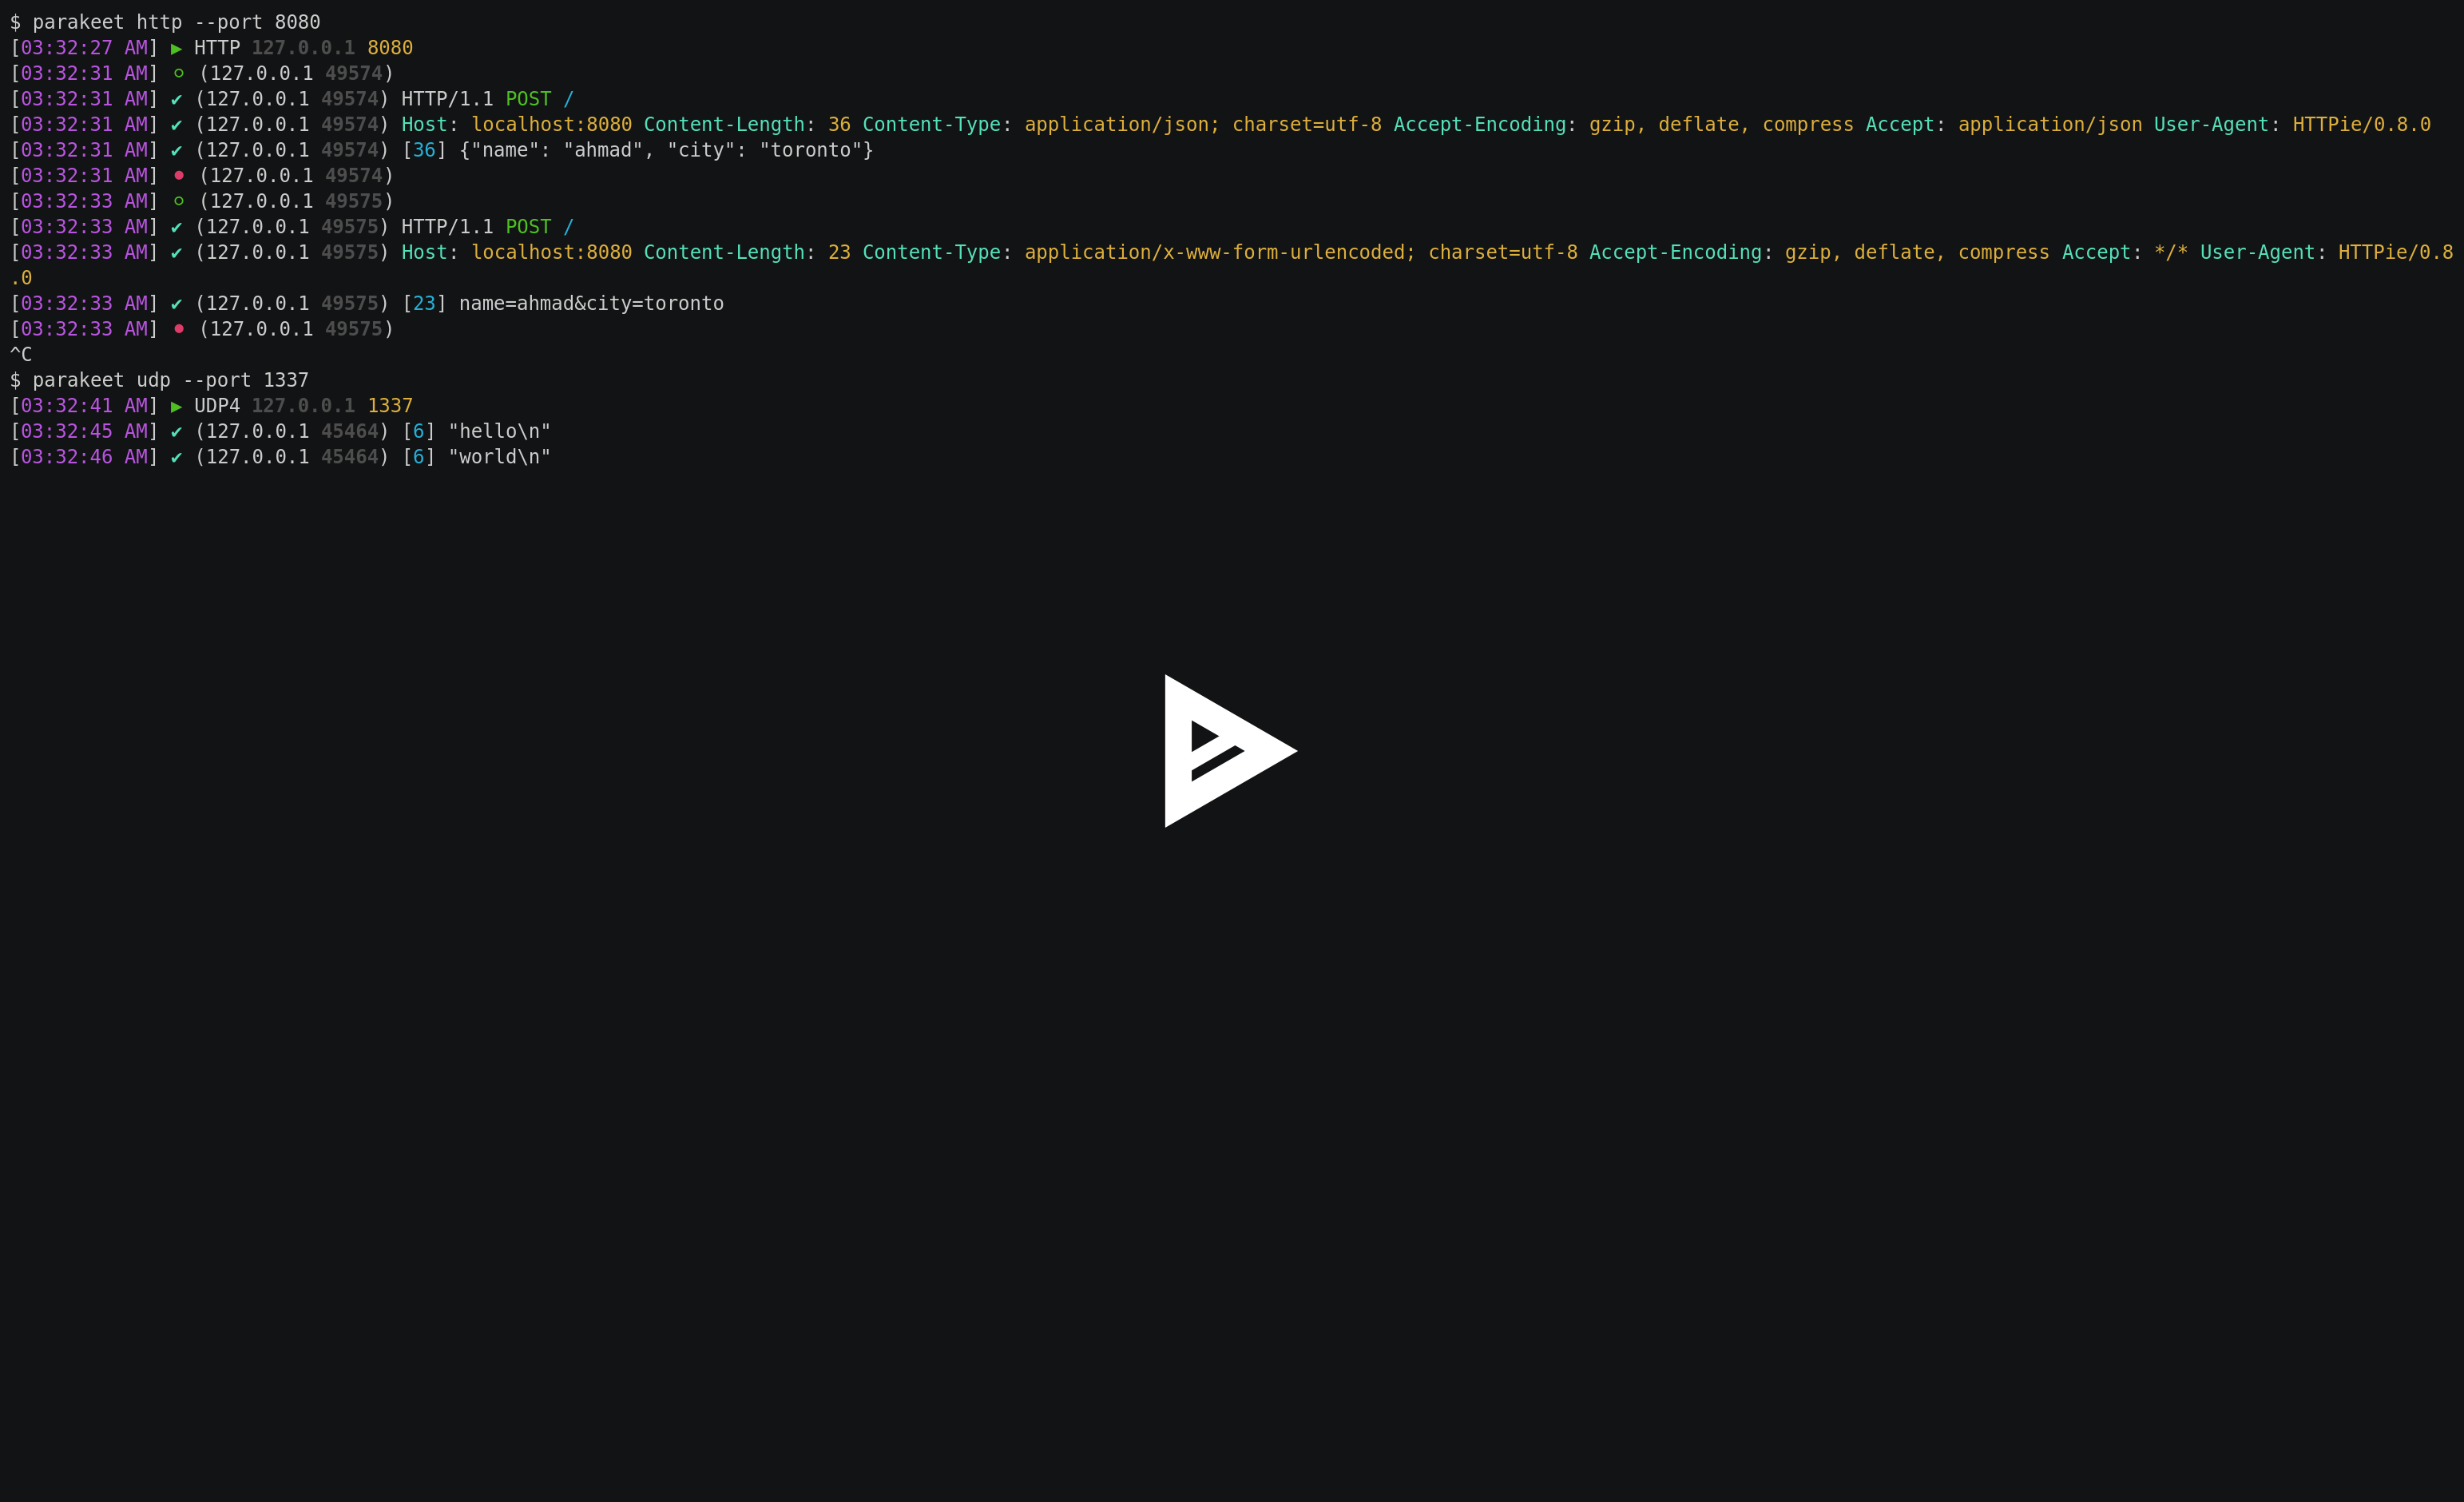 $ parakeet http --port 8080
[03:32:27 AM] ▶ HTTP 127.0.0.1 8080
[03:32:31 AM] ○ (127.0.0.1 49574)
[03:32:31 AM] ✔ (127.0.0.1 49574) HTTP/1.1 POST /
[03:32:31 AM] ✔ (127.0.0.1 49574) Host: localhost:8080 Content-Length: 36 Content-Type: application/json; charset=utf-8 Accept-Encoding: gzip, deflate, compress Accept: application/json User-Agent: HTTPie/0.8.0
[03:32:31 AM] ✔ (127.0.0.1 49574) [36] {"name": "ahmad", "city": "toronto"}
[03:32:31 AM] ● (127.0.0.1 49574)
[03:32:33 AM] ○ (127.0.0.1 49575)
[03:32:33 AM] ✔ (127.0.0.1 49575) HTTP/1.1 POST /
[03:32:33 AM] ✔ (127.0.0.1 49575) Host: localhost:8080 Content-Length: 23 Content-Type: application/x-www-form-urlencoded; charset=utf-8 Accept-Encoding: gzip, deflate, compress Accept: */* User-Agent: HTTPie/0.8
.0
[03:32:33 AM] ✔ (127.0.0.1 49575) [23] name=ahmad&city=toronto
[03:32:33 AM] ● (127.0.0.1 49575)
^C
$ parakeet udp --port 1337
[03:32:41 AM] ▶ UDP4 127.0.0.1 1337
[03:32:45 AM] ✔ (127.0.0.1 45464) [6] "hello\n"
[03:32:46 AM] ✔ (127.0.0.1 45464) [6] "world\n"